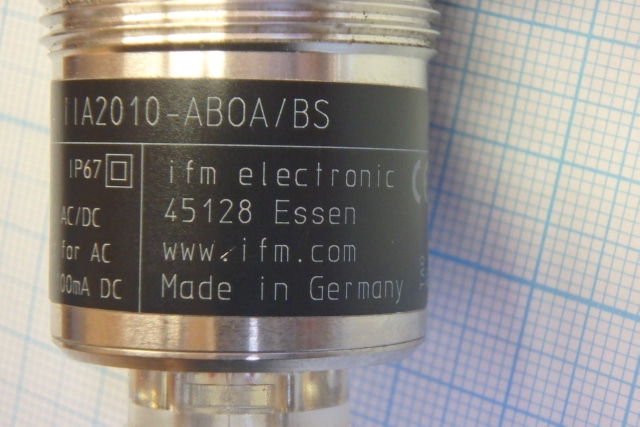 IIA2010-ABOA/BS
IP67
ifm electronic
CE
AC/DC
45128 Essen
for AC
www.ifm.com
00mA DC
Made in Germany